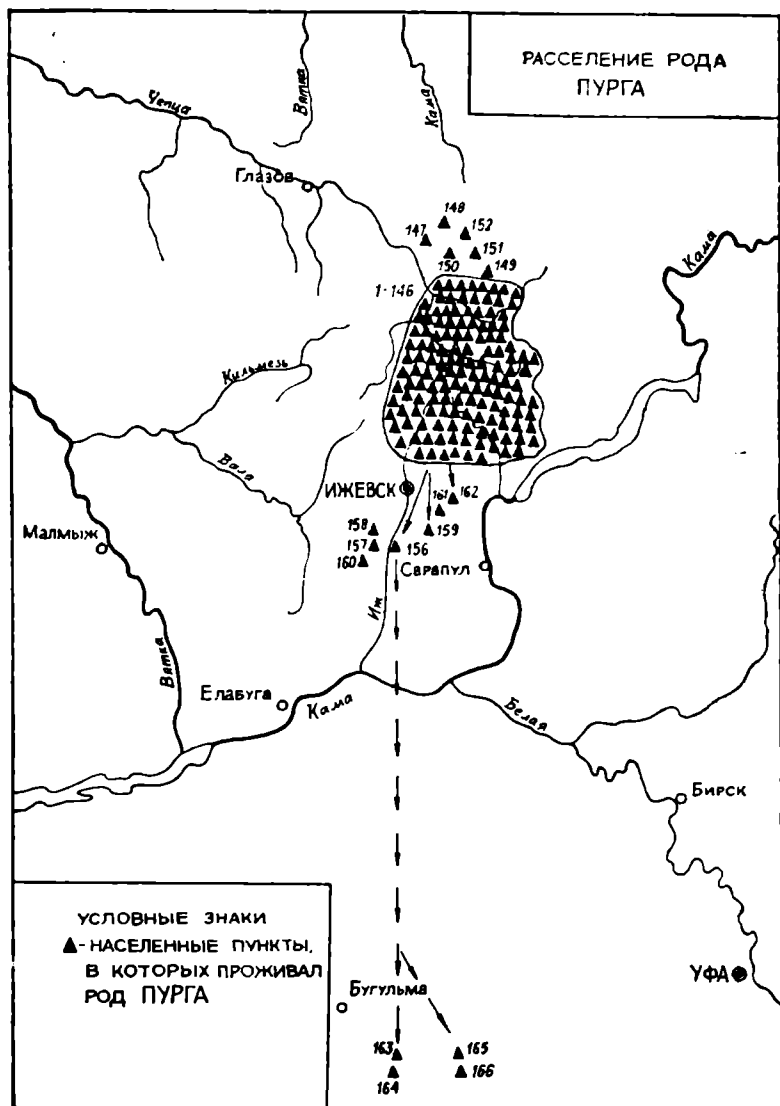 РАССЕЛЕНИЕ РОДА
ПУРГА
Чепца
Вятка
Кама
Глазов
148
147
152
151
150
149
Кама
1-146
Кильмезь
Вала
ИЖЕВСК
161
162
158
159
Малмыж
157
156
160
Сарапул
Иж
Вятка
Елабуга
Кама
Белая
Бирск
УСЛОВНЫЕ ЗНАКИ
- НАСЕЛЕННЫЕ ПУНКТЫ,
В КОТОРЫХ ПРОЖИВАЛ
РОД ПУРГА
УФА
Бугульма
163
165
164
166